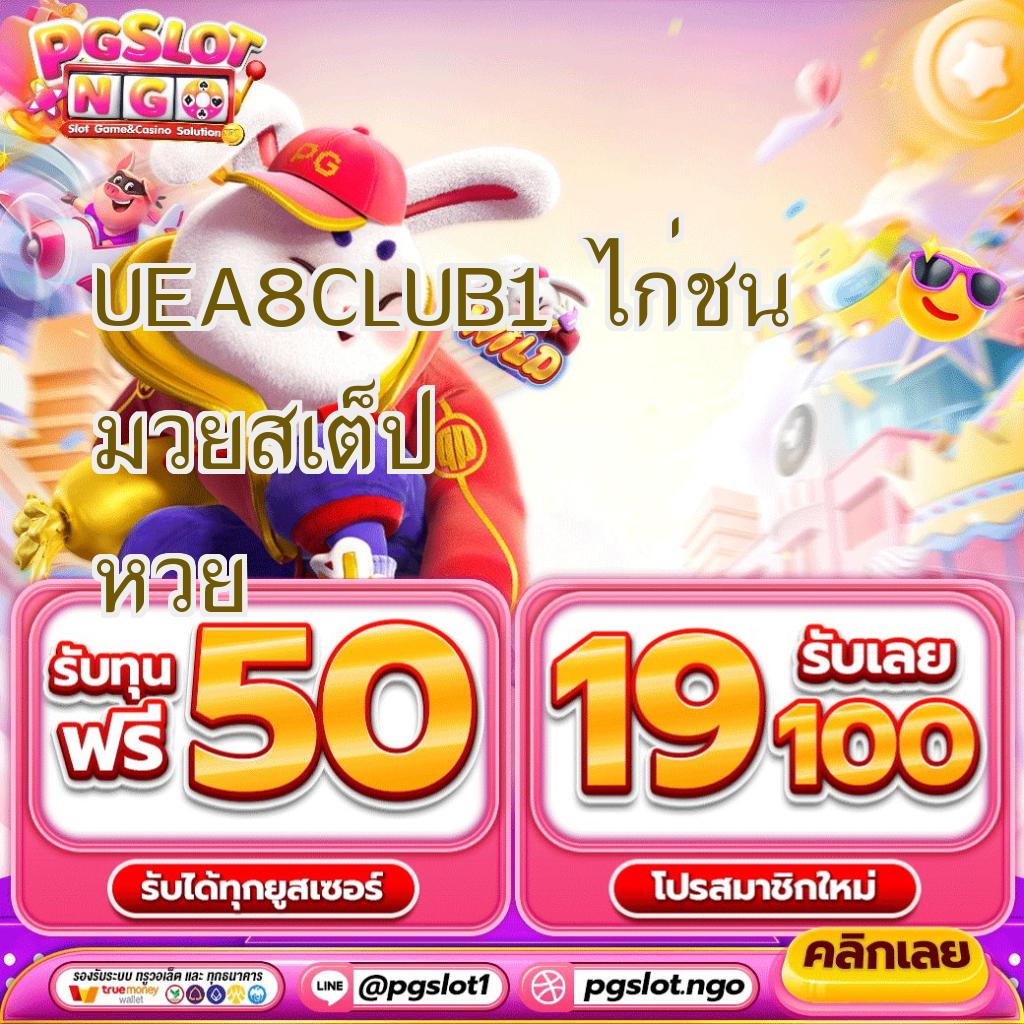 PGSLOT
NGO
Slot Game&Casino Solution
PG
UEA8CLUB1 ไก่ชน
WILD
มวยสเต็ป
หวย
รับทุน
ฟรี
50
19
รับเลย
100
รับได้ทุกยูสเซอร์
โปรสมาชิกใหม่
คลิกเลย
รองรับระบบ ทรูวอเล็ต และ ทุกธนาคาร
truemoney
wallet
LINE
@pgslot1
pgslot.ngo